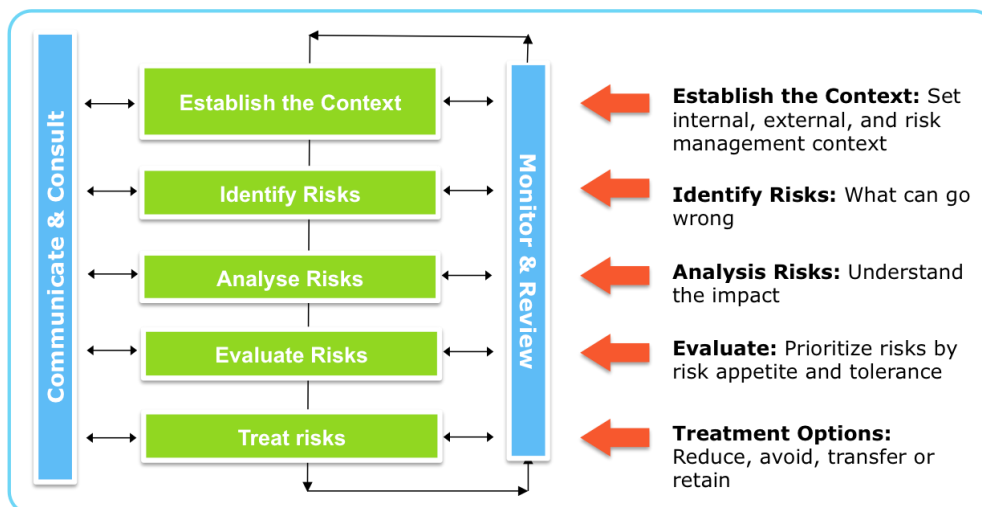 Communicate & Consult
Establish the Context
Identify Risks
Analyse Risks
Evaluate Risks
Treat risks
Monitor & Review
Establish the Context: Set
internal, external, and risk
management context
Identify Risks: What can go
wrong
Analysis Risks: Understand
the impact
Evaluate: Prioritize risks by
risk appetite and tolerance
Treatment Options:
Reduce, avoid, transfer or
retain